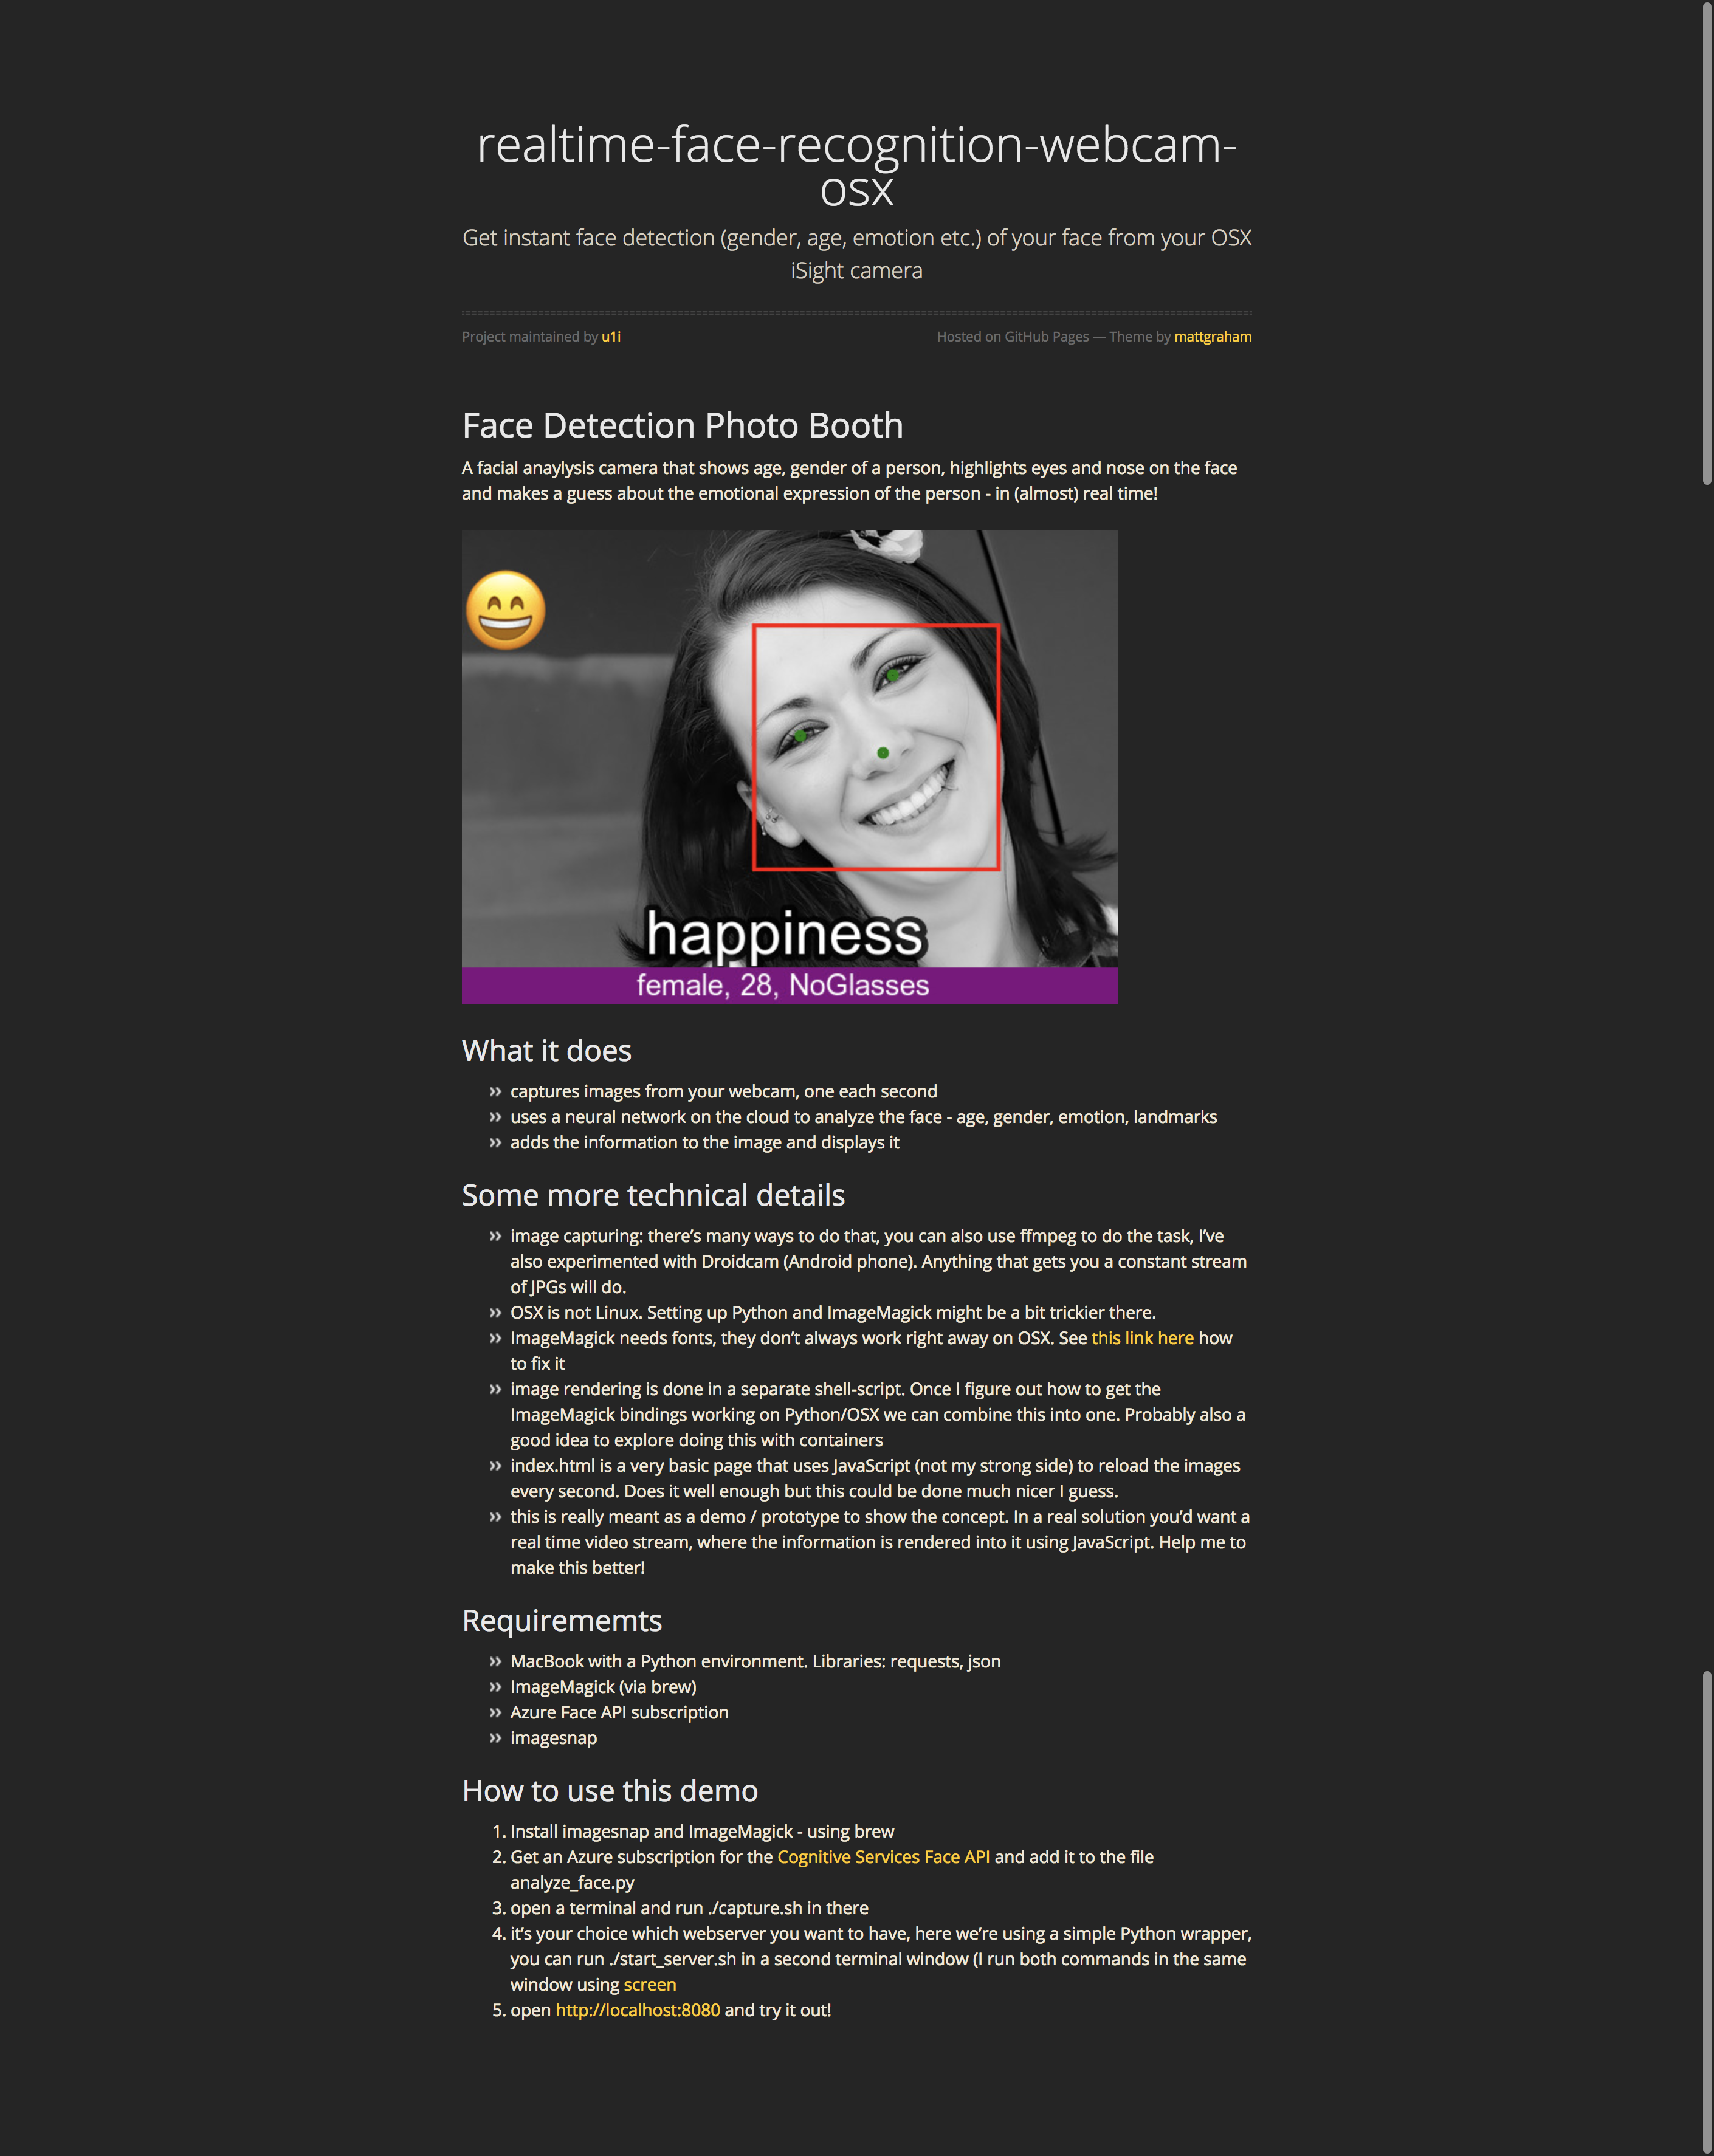 realtime-face-recognition-webcam-
osx
Get instant face detection (gender, age, emotion etc.) of your face from your OSX
iSight camera
Project maintained by u1i
Hosted on GitHub Pages — Theme by mattgraham
Face Detection Photo Booth
A facial anaylysis camera that shows age, gender of a person, highlights eyes and nose on the face
and makes a guess about the emotional expression of the person - in (almost) real time!
happiness
female, 28, NoGlasses
What it does
» captures images from your webcam, one each second
» uses a neural network on the cloud to analyze the face - age, gender, emotion, landmarks
» adds the information to the image and displays it
Some more technical details
» image capturing: there’s many ways to do that, you can also use ffmpeg to do the task, I’ve
also experimented with Droidcam (Android phone). Anything that gets you a constant stream
of JPGs will do.
» OSX is not Linux. Setting up Python and ImageMagick might be a bit trickier there.
» ImageMagick needs fonts, they don’t always work right away on OSX. See this link here how
to fix it
» image rendering is done in a separate shell-script. Once I figure out how to get the
ImageMagick bindings working on Python/OSX we can combine this into one. Probably also a
good idea to explore doing this with containers
» index.html is a very basic page that uses JavaScript (not my strong side) to reload the images
every second. Does it well enough but this could be done much nicer I guess.
» this is really meant as a demo / prototype to show the concept. In a real solution you’d want a
real time video stream, where the information is rendered into it using JavaScript. Help me to
make this better!
Requirememts
» MacBook with a Python environment. Libraries: requests, json
» ImageMagick (via brew)
» Azure Face API subscription
» imagesnap
How to use this demo
1. Install imagesnap and ImageMagick - using brew
2. Get an Azure subscription for the Cognitive Services Face API and add it to the file
analyze_face.py
3. open a terminal and run ./capture.sh in there
4. it’s your choice which webserver you want to have, here we’re using a simple Python wrapper,
you can run ./start_server.sh in a second terminal window (I run both commands in the same
window using screen
5. open http://localhost:8080 and try it out!